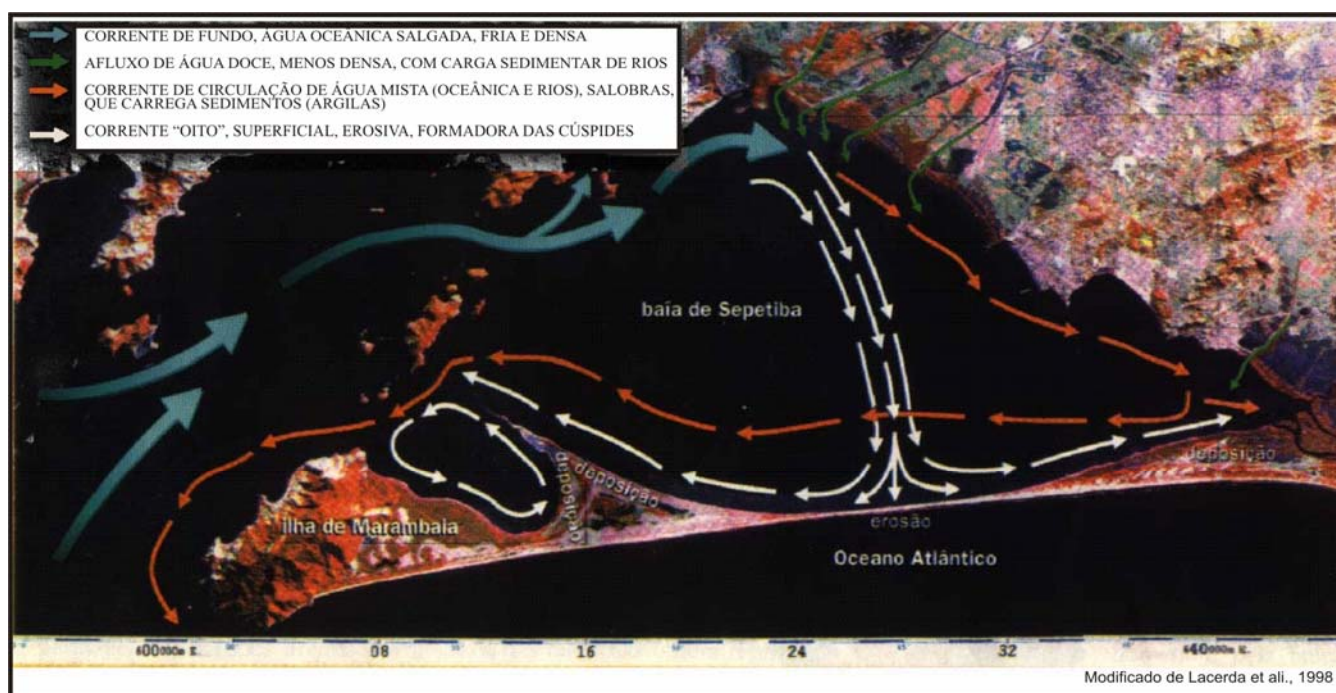 CORRENTE DE FUNDO, ÁGUA OCEÂNICA SALGADA, FRIA E DENSA
AFLUXO DE ÁGUA DOCE, MENOS DENSA, COM CARGA SEDIMENTAR DE RIOS
CORRENTE DE CIRCULAÇÃO DE ÁGUA MISTA (OCEÂNICA E RIOS), SALOBRAS,
QUE CARREGA SEDIMENTOS (ARGILAS)
CORRENTE “OITO”, SUPERFICIAL, EROSIVA, FORMADORA DAS CÚSPIDES
baía de Sepetiba
deposição
deposição
deposição
ilha de Marambaia
erosão
Oceano Atlântico
600000m E. 08 16 24 32 640000m E.
Modificado de Lacerda et ali., 1998